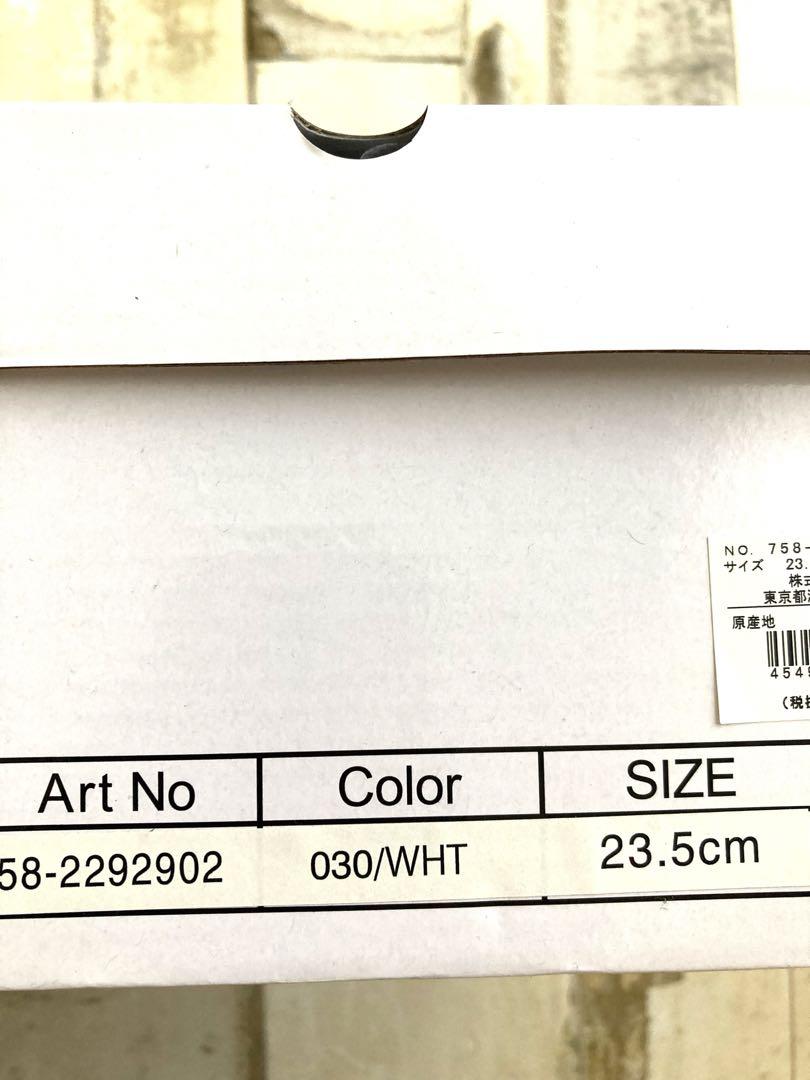 NO. 758-
サイズ 23.
株式
東京都
原産地
454
(税抜
Art No Color SIZE
58-2292902 030/WHT 23.5cm